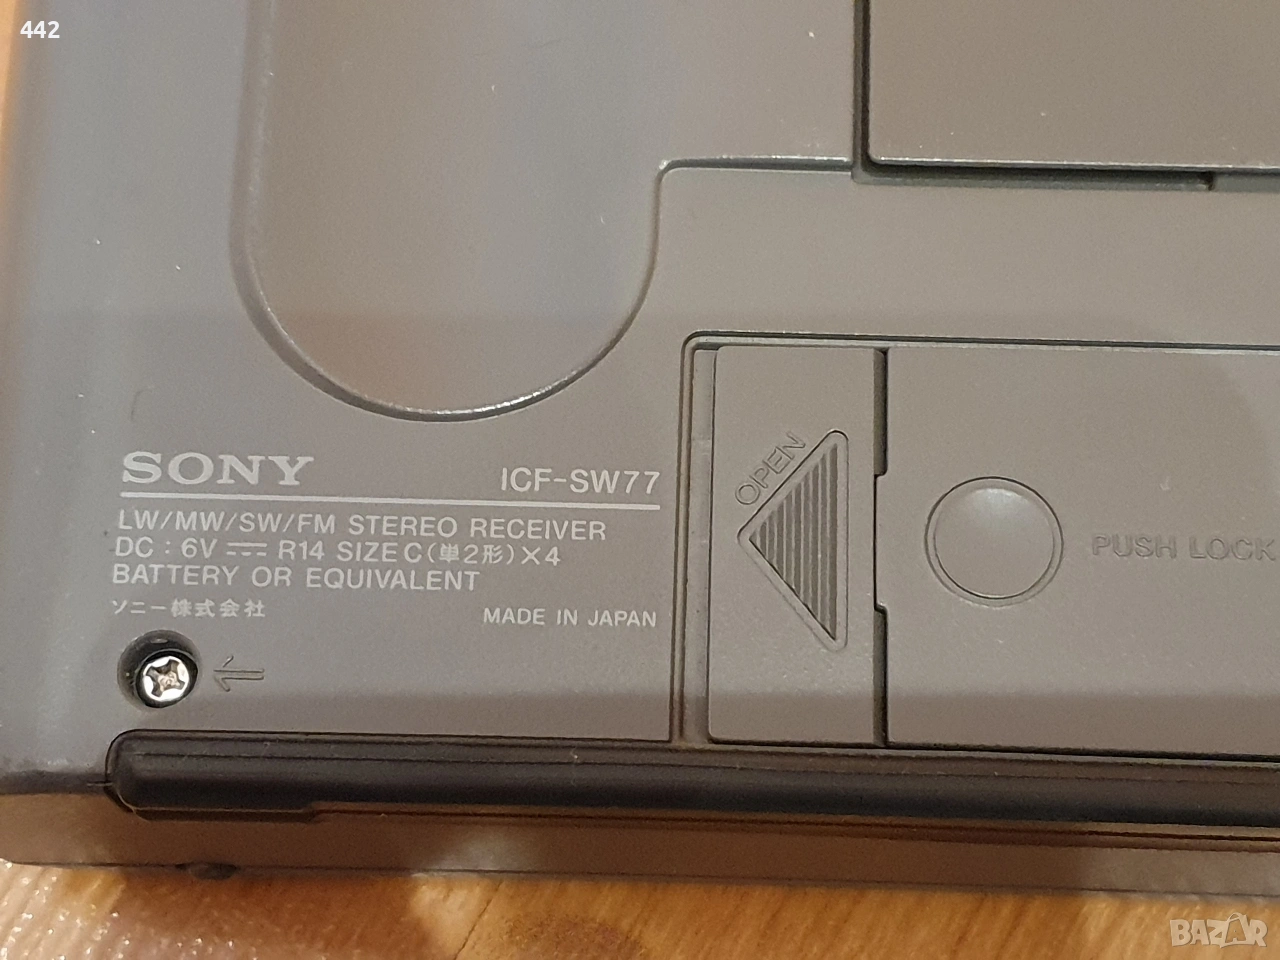 442
SONY ICF-SW77
LW/MW/SW/FM STEREO RECEIVER
DC : 6V ⎓ R14 SIZE C (単2形) × 4
BATTERY OR EQUIVALENT
ソニー株式会社 MADE IN JAPAN
OPEN
PUSH LOCK
BAZAR